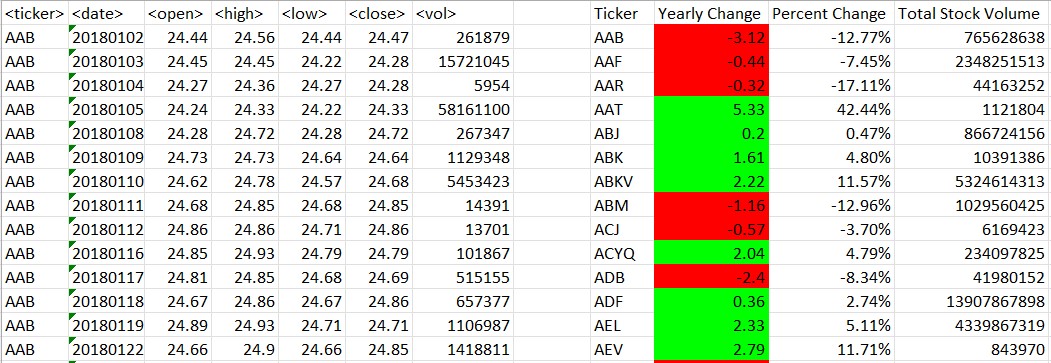 <ticker> <date> <open> <high> <low> <close> <vol> Ticker Yearly Change Percent Change Total Stock Volume
AAB 20180102 24.44 24.56 24.44 24.47 261879 AAB -3.12 -12.77% 765628638
AAB 20180103 24.45 24.45 24.22 24.28 15721045 AAF -0.44 -7.45% 2348251513
AAB 20180104 24.27 24.36 24.27 24.28 5954 AAR -0.32 -17.11% 44163252
AAB 20180105 24.24 24.33 24.22 24.33 58161100 AAT 5.33 42.44% 1121804
AAB 20180108 24.28 24.72 24.28 24.72 267347 ABJ 0.2 0.47% 866724156
AAB 20180109 24.73 24.73 24.64 24.64 1129348 ABK 1.61 4.80% 10391386
AAB 20180110 24.62 24.78 24.57 24.68 5453423 ABKV 2.22 11.57% 5324614313
AAB 20180111 24.68 24.85 24.68 24.85 14391 ABM -1.16 -12.96% 1029560425
AAB 20180112 24.86 24.86 24.71 24.86 13701 ACJ -0.57 -3.70% 6169423
AAB 20180116 24.85 24.93 24.79 24.79 101867 ACYQ 2.04 4.79% 234097825
AAB 20180117 24.81 24.85 24.68 24.69 515155 ADB -2.4 -8.34% 41980152
AAB 20180118 24.67 24.86 24.67 24.86 657377 ADF 0.36 2.74% 13907867898
AAB 20180119 24.89 24.93 24.71 24.71 1106987 AEL 2.33 5.11% 4339867319
AAB 20180122 24.66 24.9 24.66 24.85 1418811 AEV 2.79 11.71% 843970